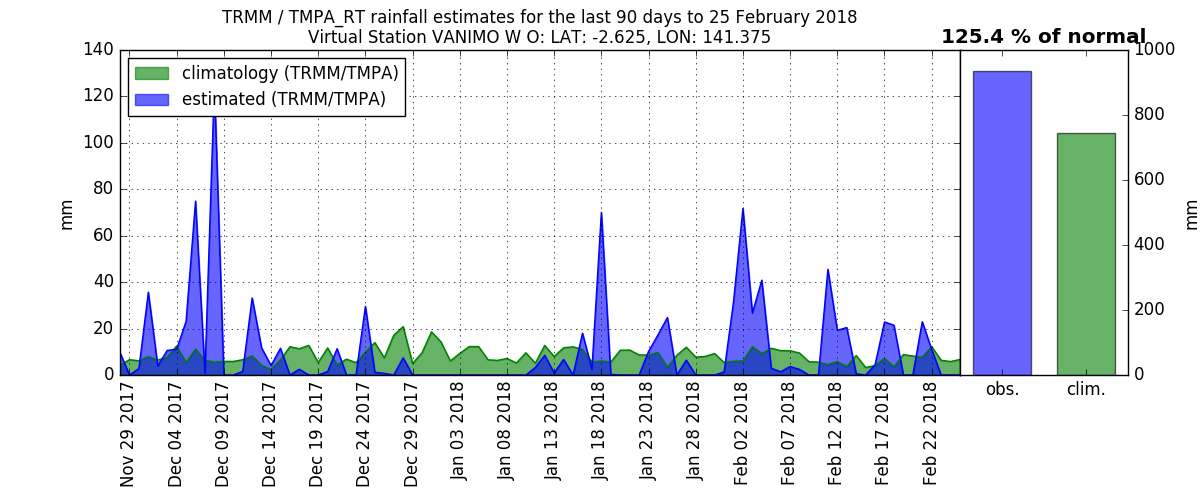 TRMM / TMPA_RT rainfall estimates for the last 90 days to 25 February 2018
Virtual Station VANIMO W O: LAT: -2.625, LON: 141.375
125.4 % of normal
climatology (TRMM/TMPA)
estimated (TRMM/TMPA)
140
120
100
80
60
40
20
0
mm
Nov 29 2017
Dec 04 2017
Dec 09 2017
Dec 14 2017
Dec 19 2017
Dec 24 2017
Dec 29 2017
Jan 03 2018
Jan 08 2018
Jan 13 2018
Jan 18 2018
Jan 23 2018
Jan 28 2018
Feb 02 2018
Feb 07 2018
Feb 12 2018
Feb 17 2018
Feb 22 2018
obs.
clim.
1000
800
600
400
200
0
mm